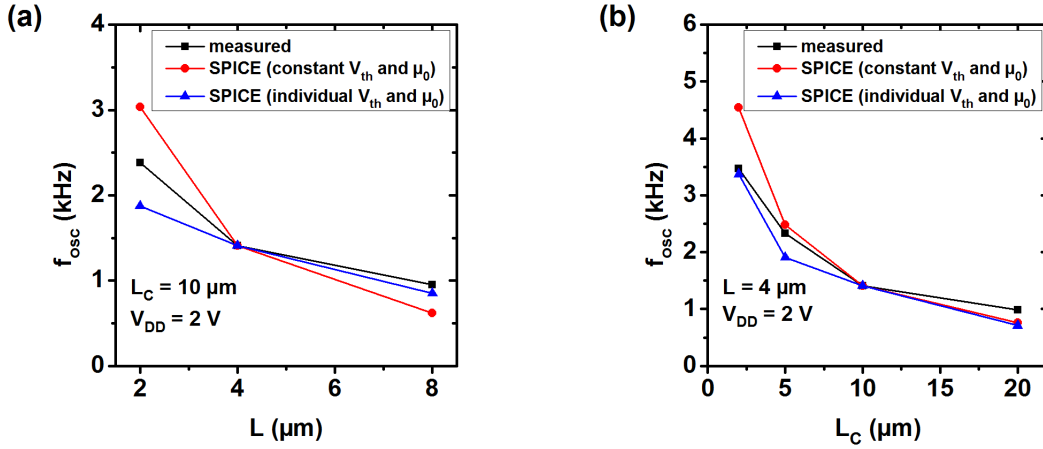 (a)
4
3
2
1
0
2
4
6
8
f_osc (kHz)
L (µm)
measured
SPICE (constant V_th and µ_0)
SPICE (individual V_th and µ_0)
L_C = 10 µm
V_DD = 2 V
(b)
6
5
4
3
2
1
0
0
5
10
15
20
f_osc (kHz)
L_C (µm)
measured
SPICE (constant V_th and µ_0)
SPICE (individual V_th and µ_0)
L = 4 µm
V_DD = 2 V